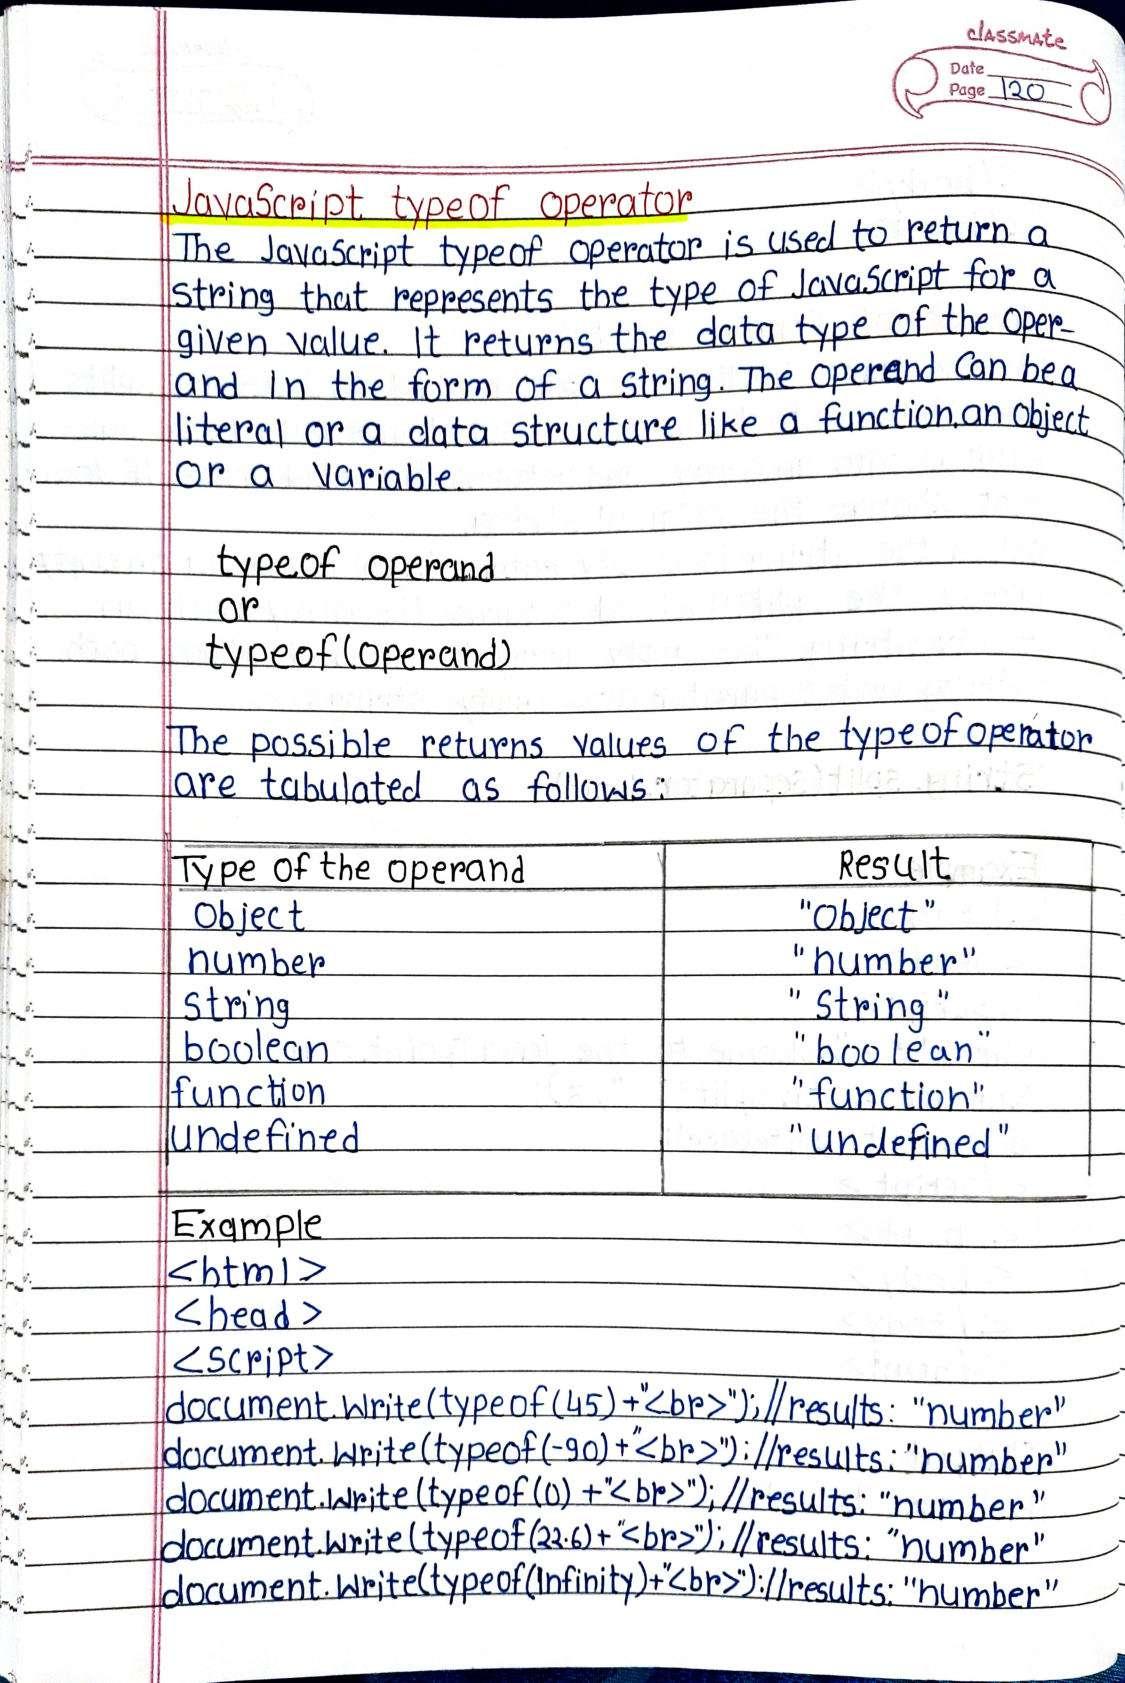 classmate
Date
Page 120
JavaScript typeof operator
The JavaScript typeof operator is used to return a
string that represents the type of JavaScript for a
given value. It returns the data type of the oper-
and in the form of a string. The operand can be a
literal or a data structure like a function, an object
or a variable.
typeof operand
or
typeof(operand)
The possible returns values of the typeof operator
are tabulated as follows:
Type of the operand Result
Object "Object"
number "number"
string "String"
boolean "boolean"
function "function"
undefined "undefined"
Example
<html>
<head>
<script>
document.Write(typeof(45)+"<br>");//results: "number"
document.Write(typeof(-90)+"<br>");//results: "number"
document.Write(typeof(0)+"<br>");//results: "number"
document.Write(typeof(22.6)+"<br>");//results: "number"
document.Write(typeof(Infinity)+"<br>");//results: "number"